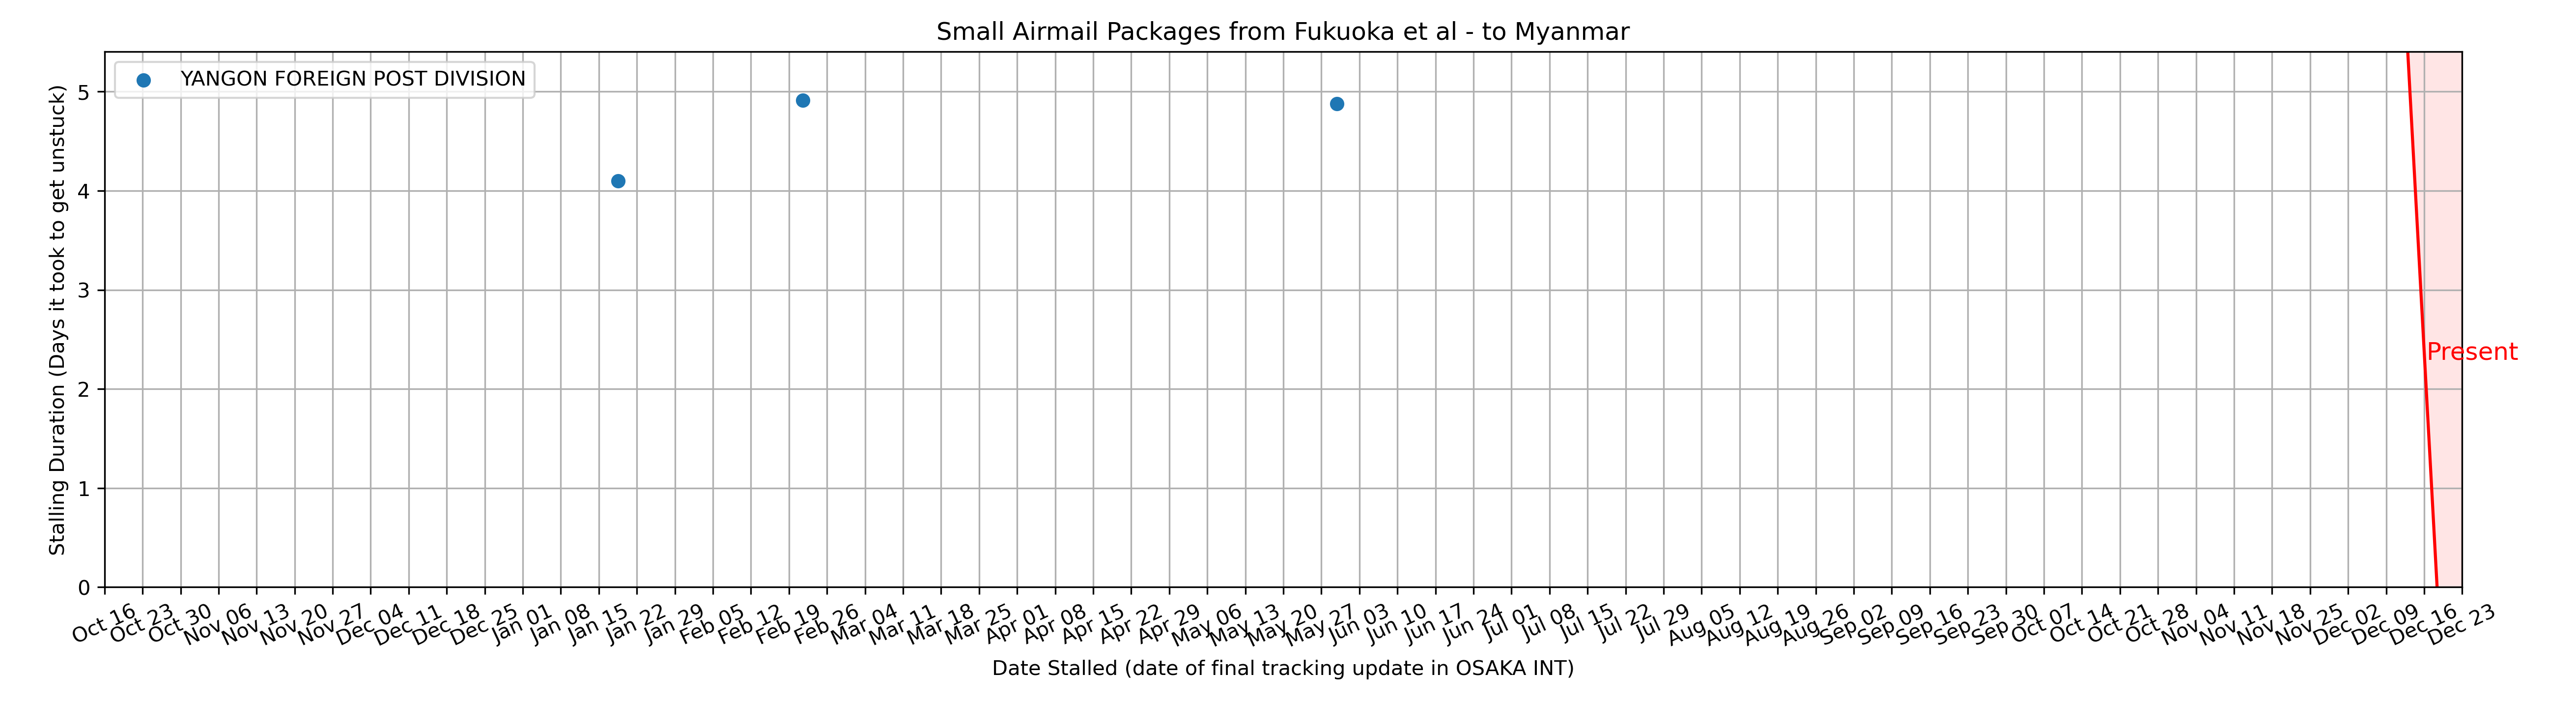 Small Airmail Packages from Fukuoka et al - to Myanmar
YANGON FOREIGN POST DIVISION
Stalling Duration (Days it took to get unstuck)
5
4
3
2
1
0
Present
Oct 16 Oct 23 Oct 30 Nov 06 Nov 13 Nov 20 Nov 27 Dec 04 Dec 11 Dec 18 Dec 25 Jan 01 Jan 08 Jan 15 Jan 22 Jan 29 Feb 05 Feb 12 Feb 19 Feb 26 Mar 04 Mar 11 Mar 18 Mar 25 Apr 01 Apr 08 Apr 15 Apr 22 Apr 29 May 06 May 13 May 20 May 27 Jun 03 Jun 10 Jun 17 Jun 24 Jul 01 Jul 08 Jul 15 Jul 22 Jul 29 Aug 05 Aug 12 Aug 19 Aug 26 Sep 02 Sep 09 Sep 16 Sep 23 Sep 30 Oct 07 Oct 14 Oct 21 Oct 28 Nov 04 Nov 11 Nov 18 Nov 25 Dec 02 Dec 09 Dec 16 Dec 23
Date Stalled (date of final tracking update in OSAKA INT)